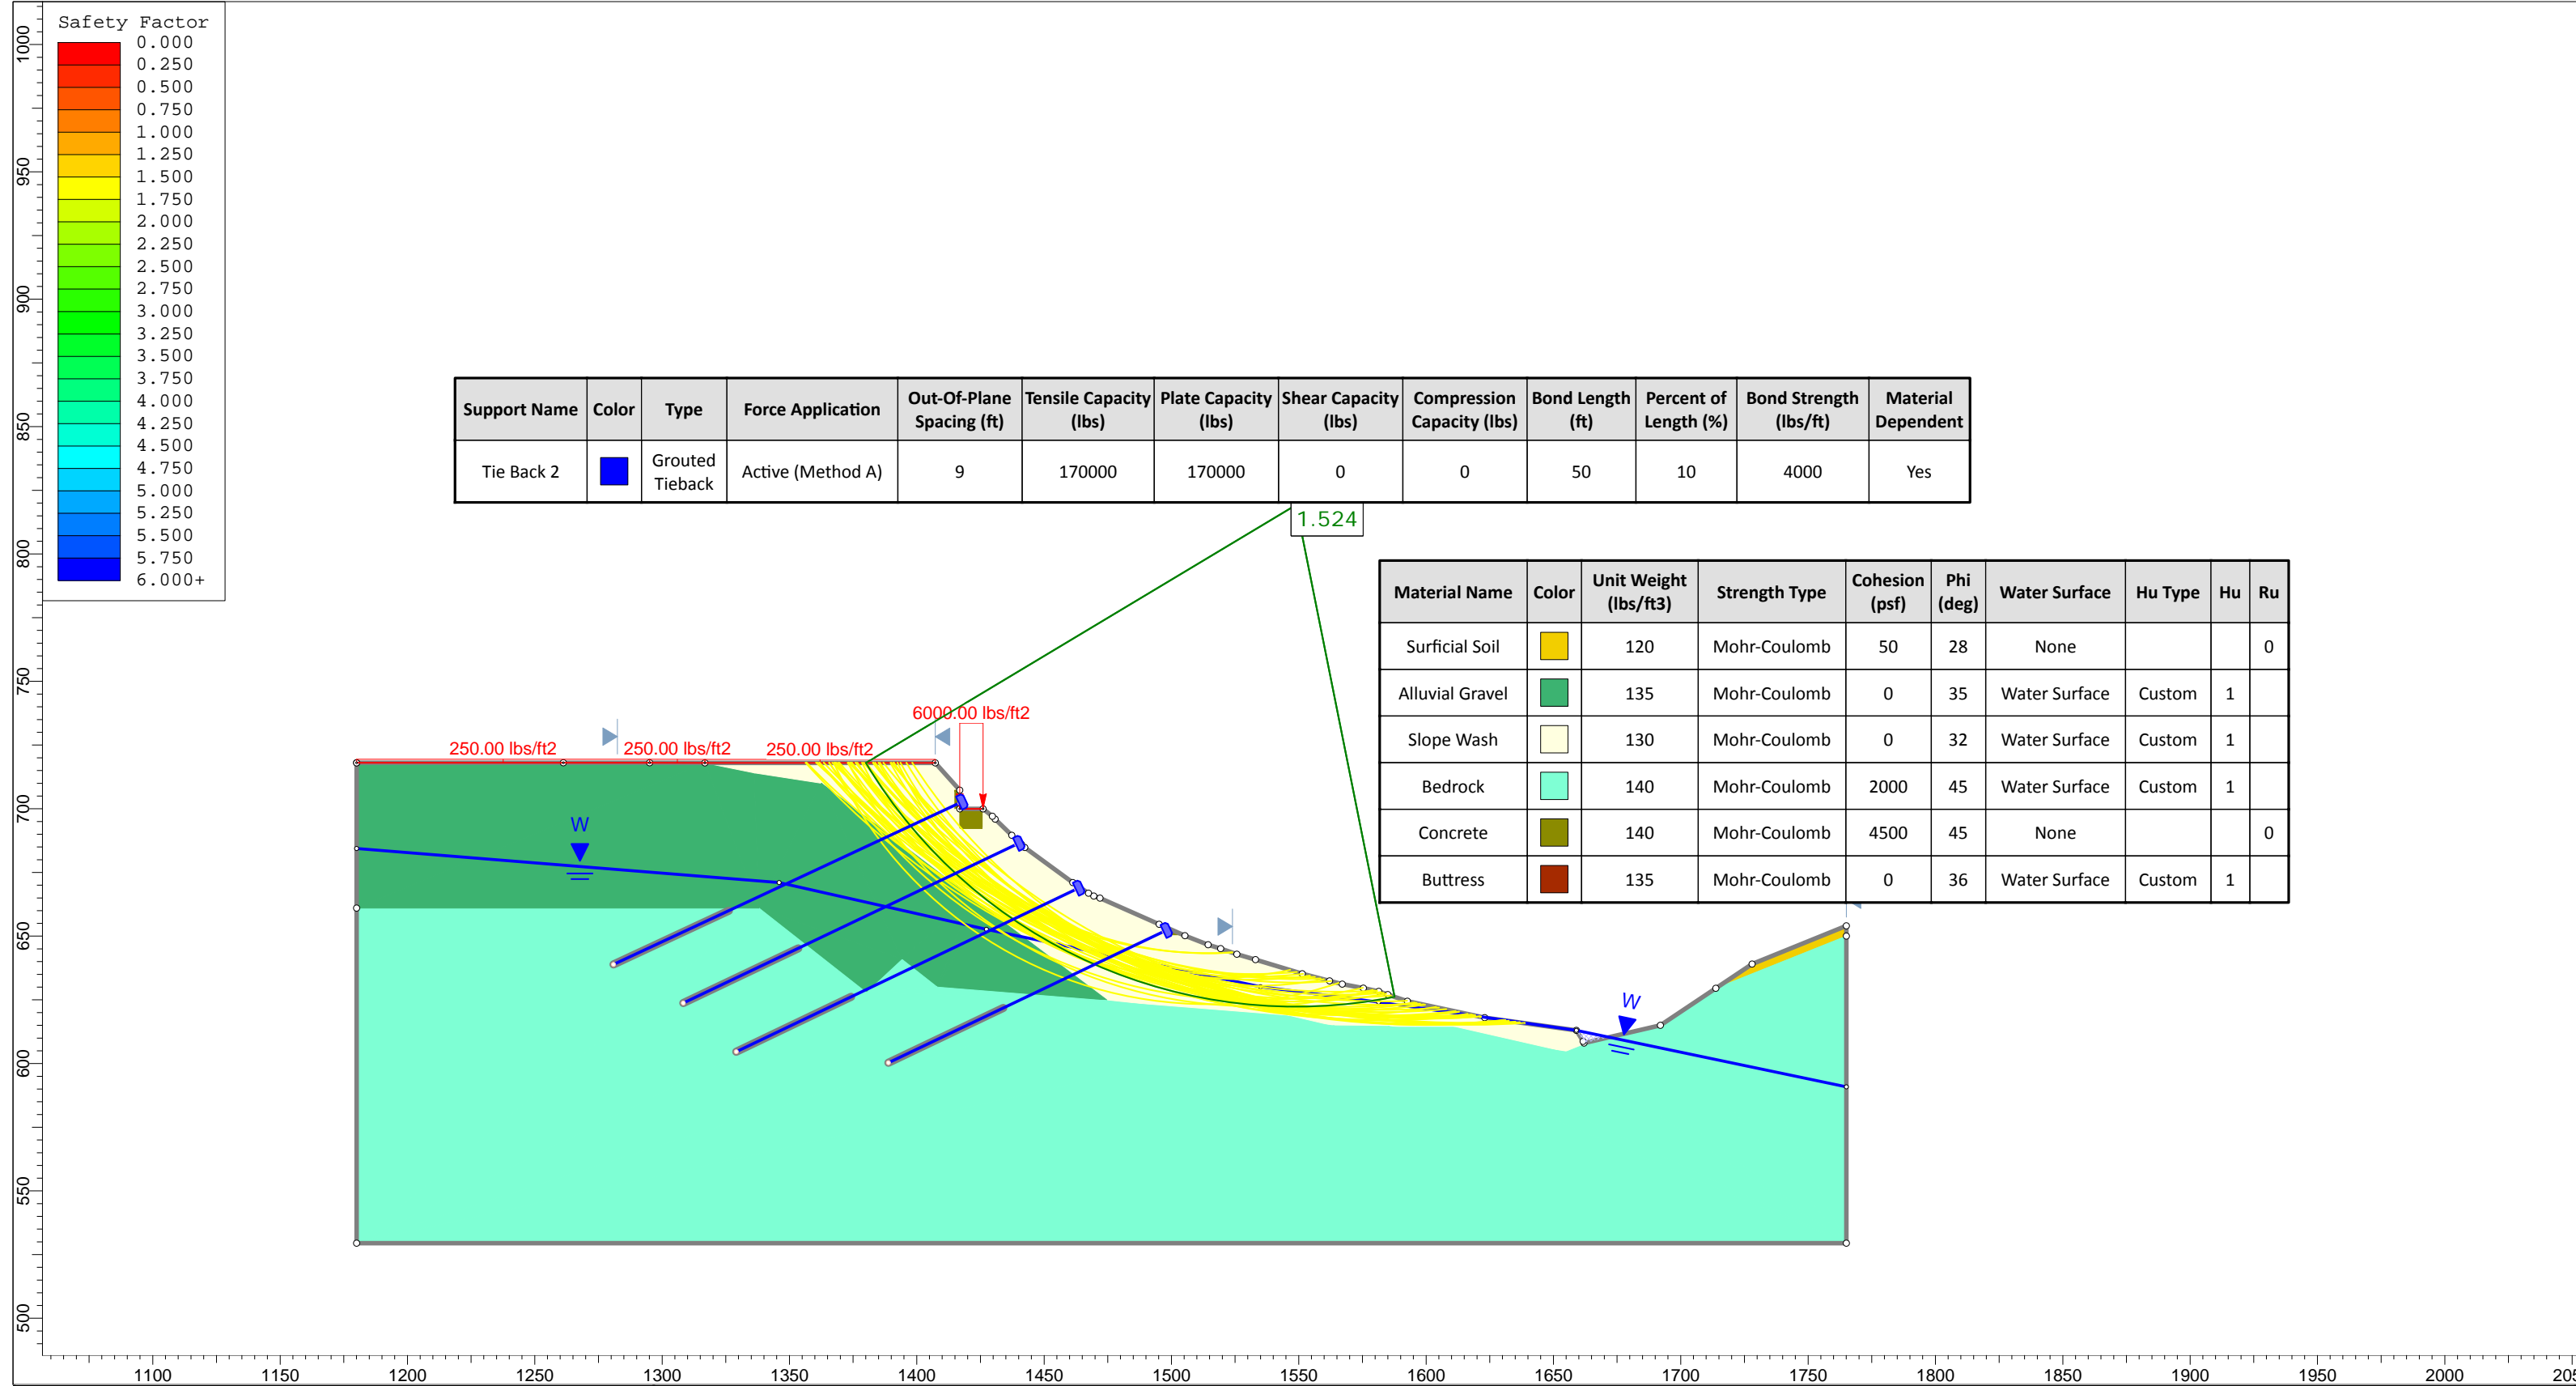 Safety Factor
0.000
0.250
0.500
0.750
1.000
1.250
1.500
1.750
2.000
2.250
2.500
2.750
3.000
3.250
3.500
3.750
4.000
4.250
4.500
4.750
5.000
5.250
5.500
5.750
6.000+
Support Name Color Type Force Application Out-Of-Plane Spacing (ft) Tensile Capacity (lbs) Plate Capacity (lbs) Shear Capacity (lbs) Compression Capacity (lbs) Bond Length (ft) Percent of Length (%) Bond Strength (lbs/ft) Material Dependent
Tie Back 2 Grouted Tieback Active (Method A) 9 170000 170000 0 0 50 10 4000 Yes
1.524
Material Name Color Unit Weight (lbs/ft3) Strength Type Cohesion (psf) Phi (deg) Water Surface Hu Type Hu Ru
Surficial Soil 120 Mohr-Coulomb 50 28 None 0
Alluvial Gravel 135 Mohr-Coulomb 0 35 Water Surface Custom 1
Slope Wash 130 Mohr-Coulomb 0 32 Water Surface Custom 1
Bedrock 140 Mohr-Coulomb 2000 45 Water Surface Custom 1
Concrete 140 Mohr-Coulomb 4500 45 None 0
Buttress 135 Mohr-Coulomb 0 36 Water Surface Custom 1
6000.00 lbs/ft2
250.00 lbs/ft2 250.00 lbs/ft2 250.00 lbs/ft2
W
W
1000
950
900
850
800
750
700
650
600
550
500
1100 1150 1200 1250 1300 1350 1400 1450 1500 1550 1600 1650 1700 1750 1800 1850 1900 1950 2000